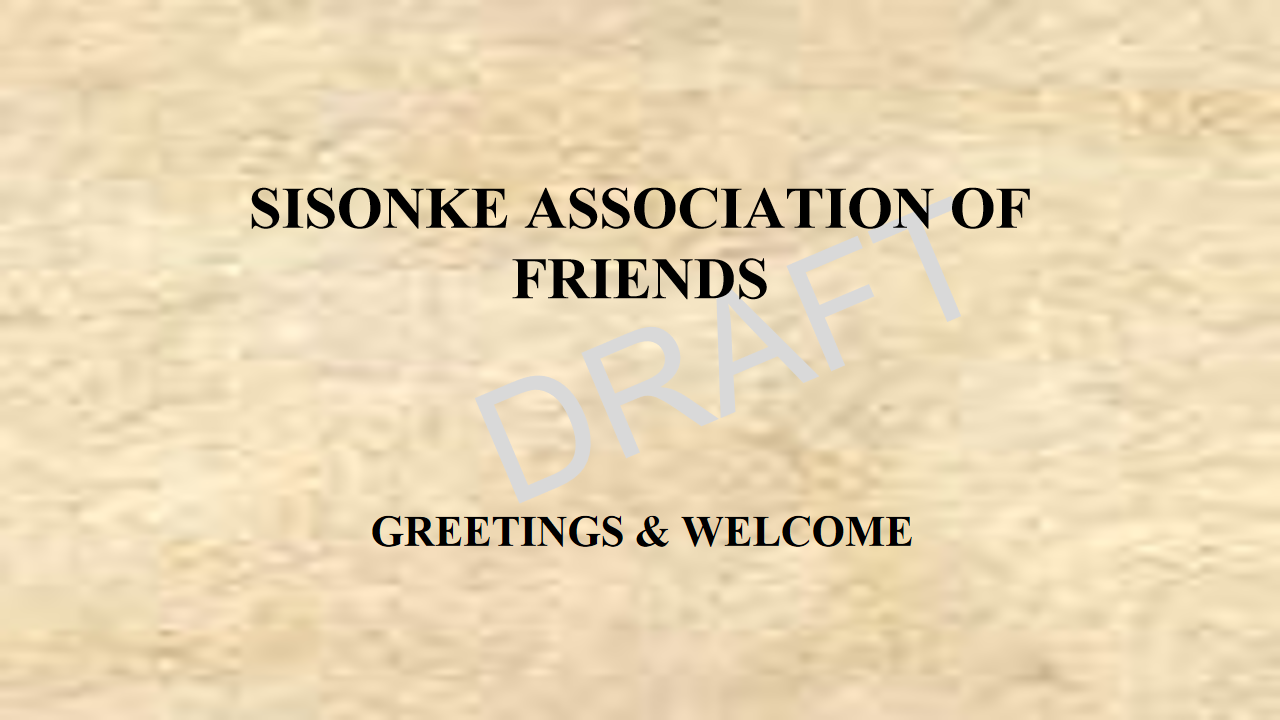 SISONKE ASSOCIATION OF
FRIENDS
DRAFT
GREETINGS & WELCOME